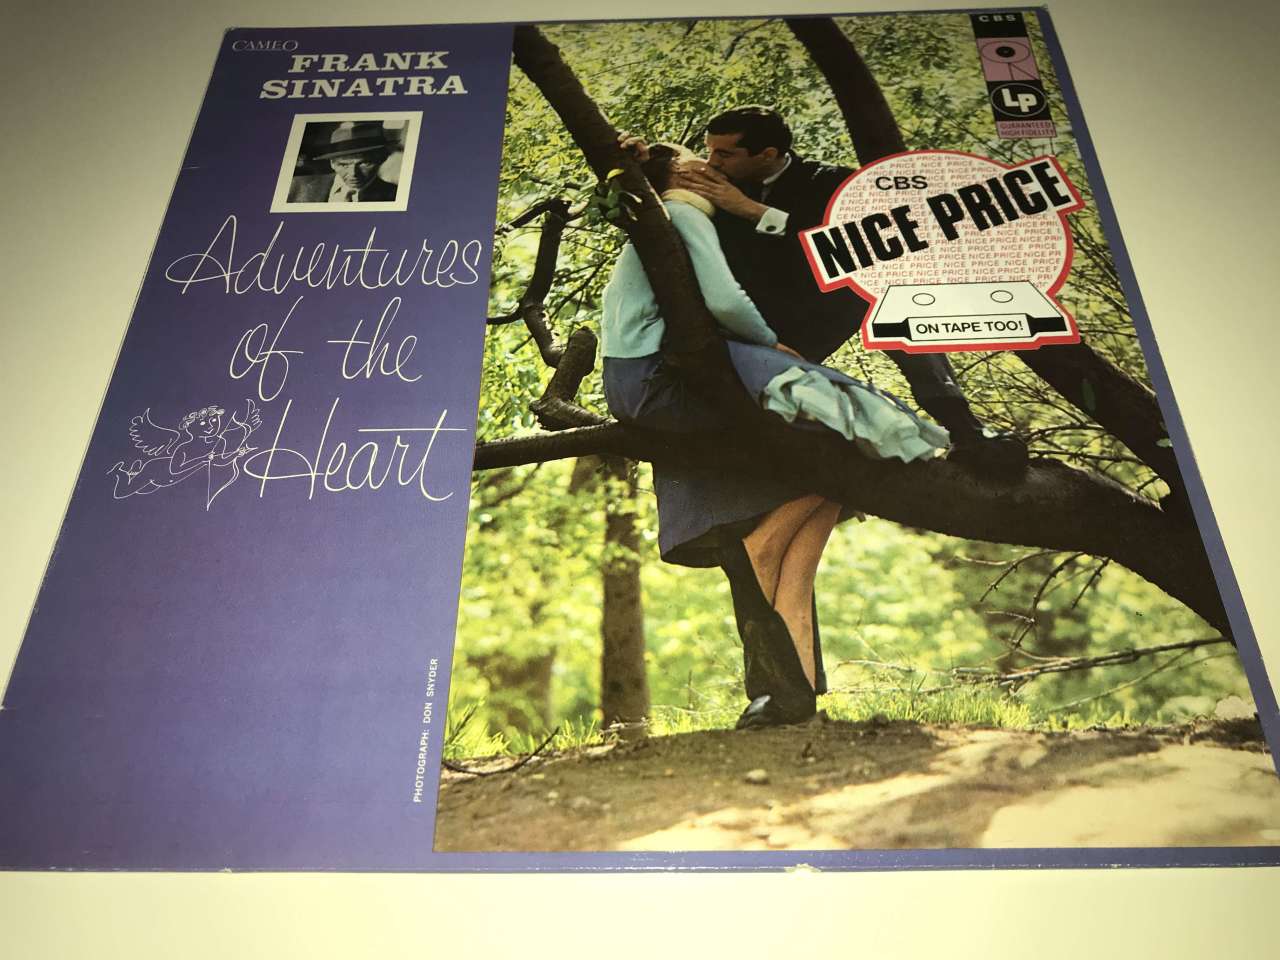 CAMEO
FRANK
SINATRA
Adventures
of the
Heart
PHOTOGRAPH: DON SNYDER
CBS
Lp
GUARANTEED
HIGH FIDELITY
CBS
NICE PRICE
ON TAPE TOO!